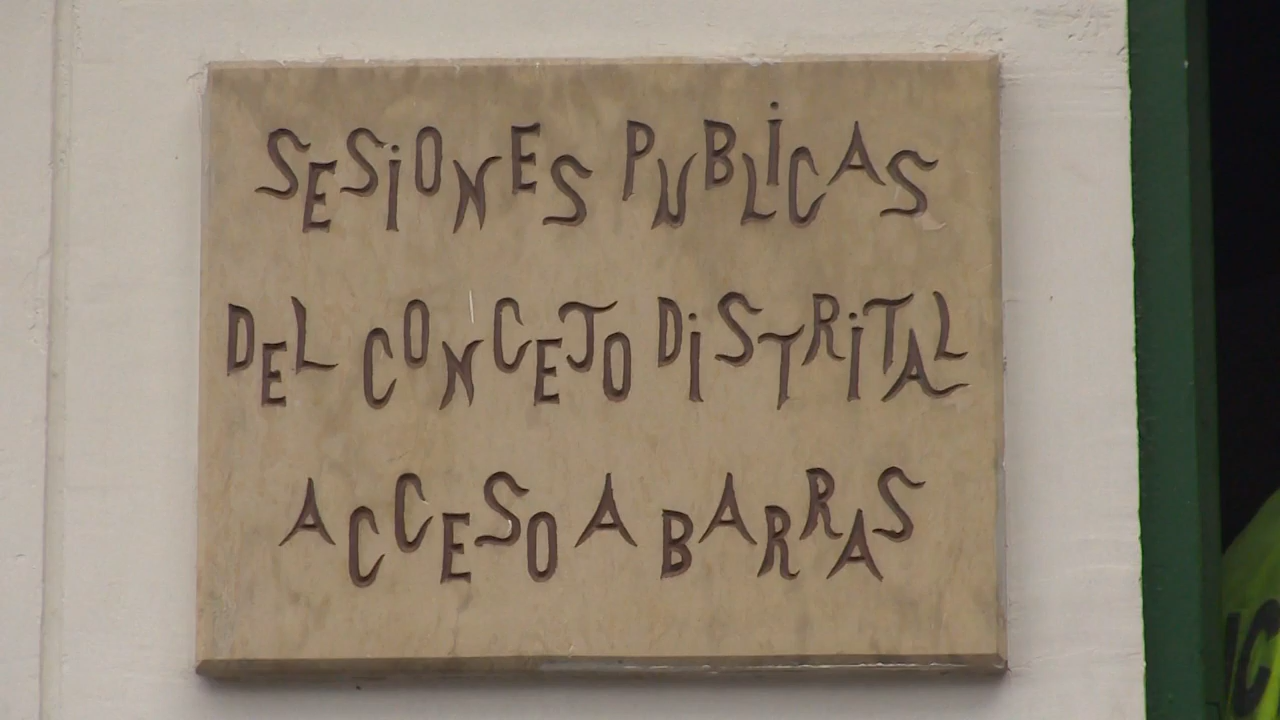 SESiONES PUBLiCAS
DEL CONCEJO DiSTRiTAL
ACCESO A BARRAS